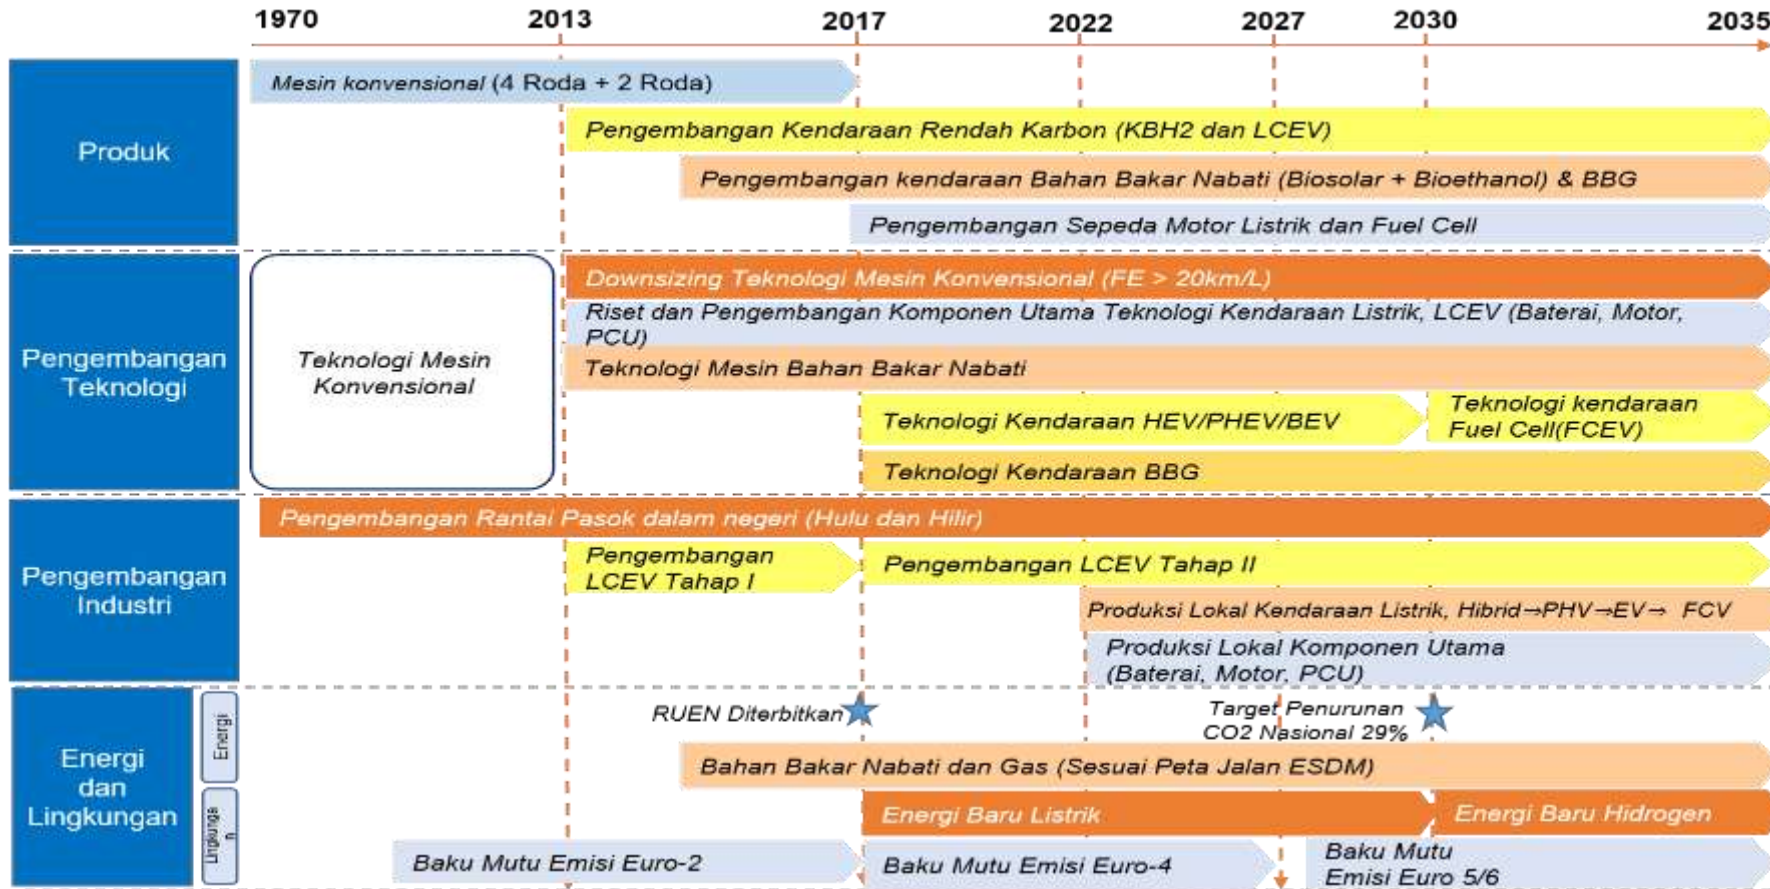 1970 2013 2017 2022 2027 2030 2035
Produk
Mesin konvensional (4 Roda + 2 Roda)
Pengembangan Kendaraan Rendah Karbon (KBH2 dan LCEV)
Pengembangan kendaraan Bahan Bakar Nabati (Biosolar + Bioethanol) & BBG
Pengembangan Sepeda Motor Listrik dan Fuel Cell
Pengembangan
Teknologi
Teknologi Mesin
Konvensional
Downsizing Teknologi Mesin Konvensional (FE > 20km/L)
Riset dan Pengembangan Komponen Utama Teknologi Kendaraan Listrik, LCEV (Baterai, Motor,
PCU)
Teknologi Mesin Bahan Bakar Nabati
Teknologi Kendaraan HEV/PHEV/BEV
Teknologi kendaraan
Fuel Cell(FCEV)
Teknologi Kendaraan BBG
Pengembangan
Industri
Pengembangan Rantai Pasok dalam negeri (Hulu dan Hilir)
Pengembangan
LCEV Tahap I
Pengembangan LCEV Tahap II
Produksi Lokal Kendaraan Listrik, Hibrid→PHV→EV→ FCV
Produksi Lokal Komponen Utama
(Baterai, Motor, PCU)
Energi
dan
Lingkungan
Energi
RUEN Diterbitkan
Target Penurunan
CO2 Nasional 29%
Bahan Bakar Nabati dan Gas (Sesuai Peta Jalan ESDM)
Lingkunga
n
Energi Baru Listrik
Energi Baru Hidrogen
Baku Mutu Emisi Euro-2
Baku Mutu Emisi Euro-4
Baku Mutu
Emisi Euro 5/6